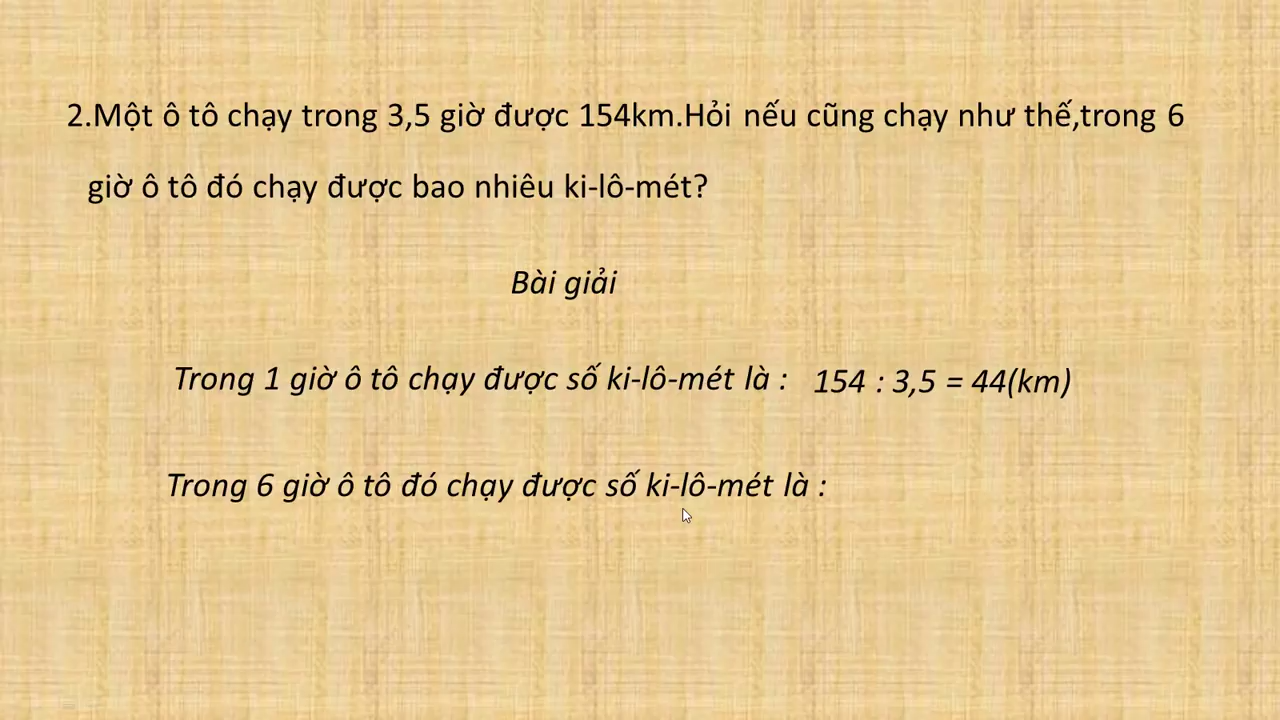 2.Một ô tô chạy trong 3,5 giờ được 154km.Hỏi nếu cũng chạy như thế,trong 6
giờ ô tô đó chạy được bao nhiêu ki-lô-mét?
Bài giải
Trong 1 giờ ô tô chạy được số ki-lô-mét là : 154 : 3,5 = 44(km)
Trong 6 giờ ô tô đó chạy được số ki-lô-mét là :